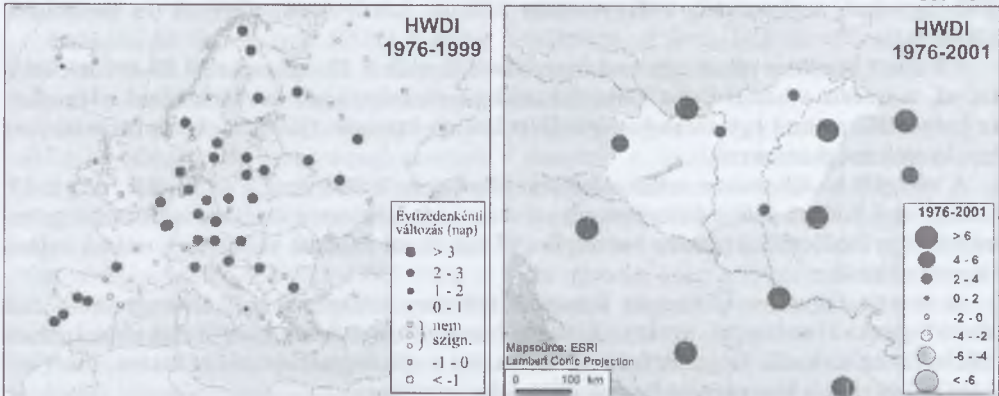 HWDI
1976-1999
Évtizedenkénti
változás (nap)
> 3
2 - 3
1 - 2
0 - 1
} nem
} szign.
-1 - 0
< -1
HWDI
1976-2001
1976-2001
> 6
4 - 6
2 - 4
0 - 2
-2 - 0
-4 - -2
-6 - -4
< -6
Mapsource: ESRI
Lambert Conic Projection
0 100 km